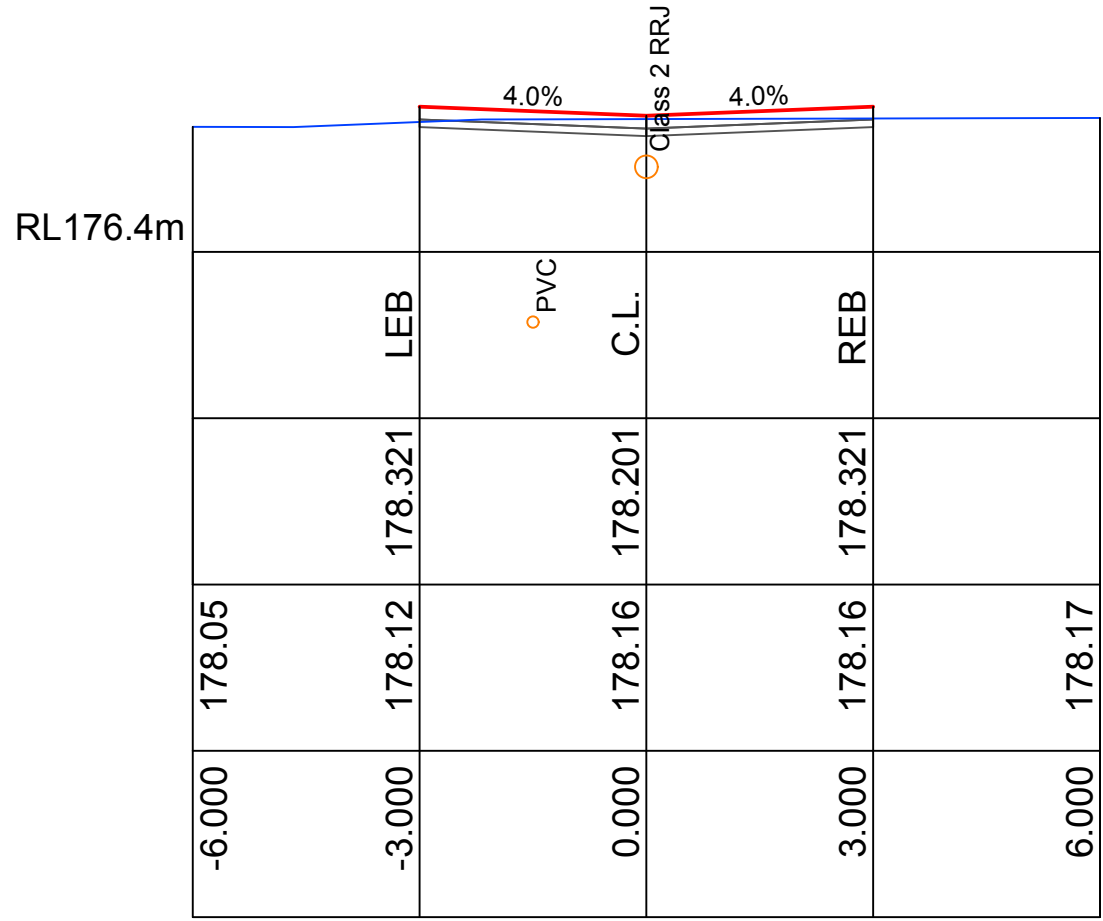 4.0%
4.0%
Class 2 RRJ
RL176.4m
LEB
PVC
C.L.
REB
178.321
178.201
178.321
178.05
178.12
178.16
178.16
178.17
-6.000
-3.000
0.000
3.000
6.000